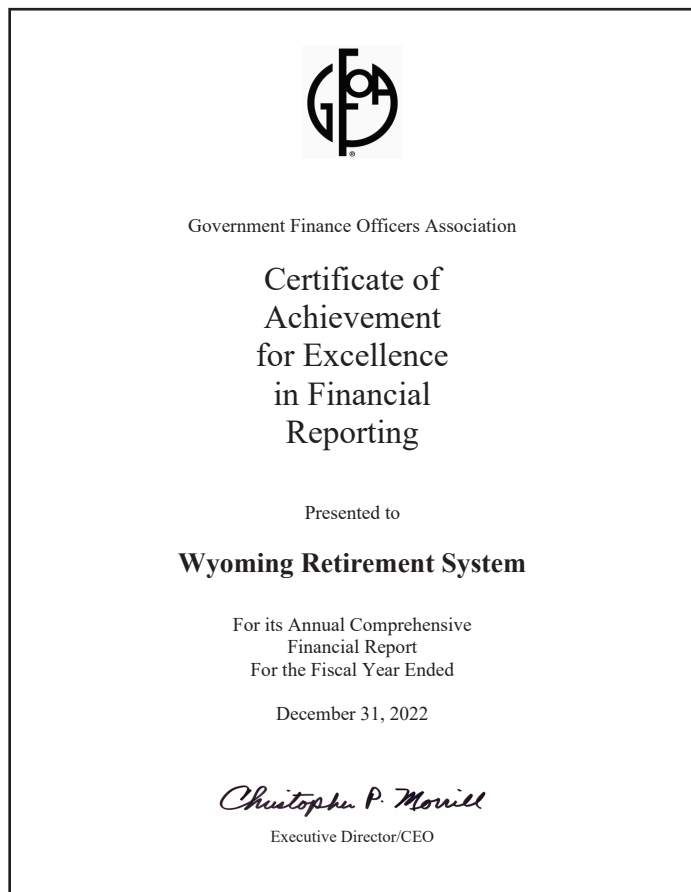 GFOA
®
Government Finance Officers Association
Certificate of
Achievement
for Excellence
in Financial
Reporting
Presented to
Wyoming Retirement System
For its Annual Comprehensive
Financial Report
For the Fiscal Year Ended
December 31, 2022
Christopher P. Morrill
Executive Director/CEO